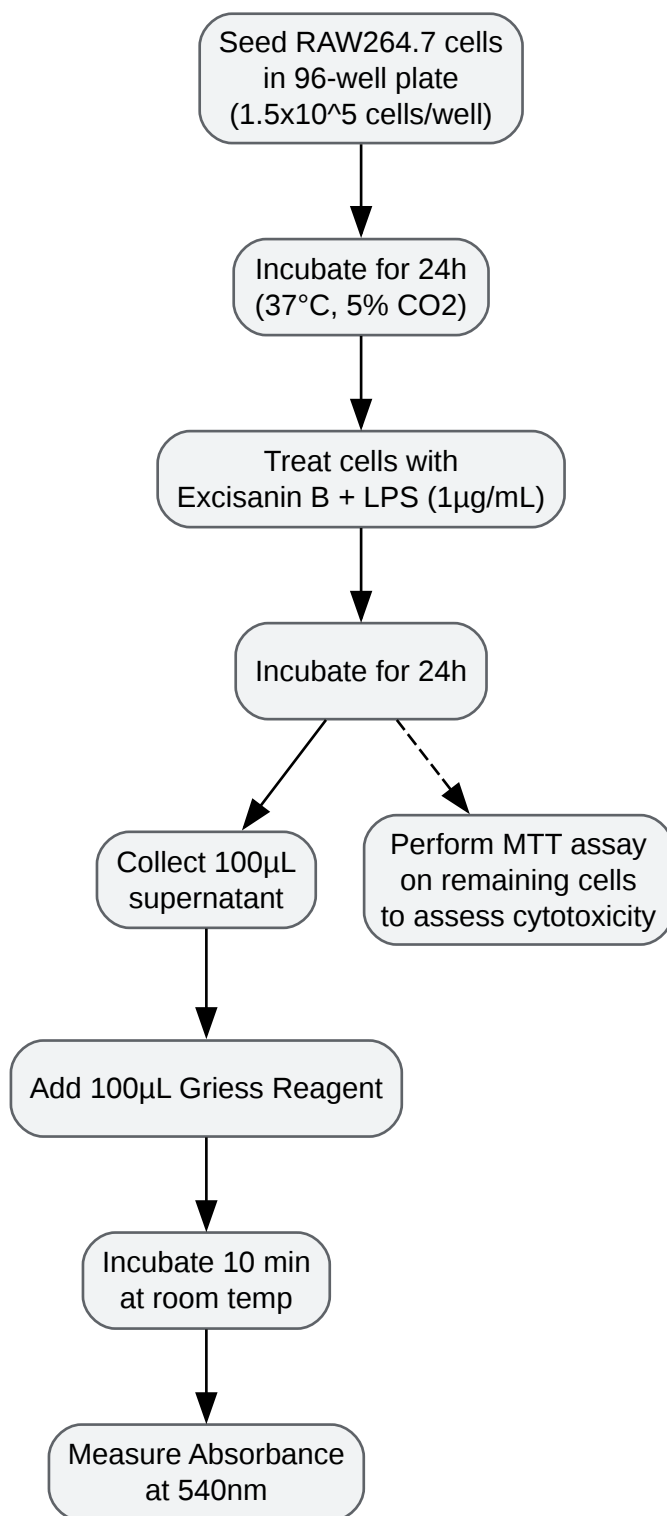 Seed RAW264.7 cells
in 96-well plate
(1.5x10^5 cells/well)
Incubate for 24h
(37°C, 5% CO2)
Treat cells with
Excisanin B + LPS (1µg/mL)
Incubate for 24h
Collect 100µL
supernatant
Perform MTT assay
on remaining cells
to assess cytotoxicity
Add 100µL Griess Reagent
Incubate 10 min
at room temp
Measure Absorbance
at 540nm